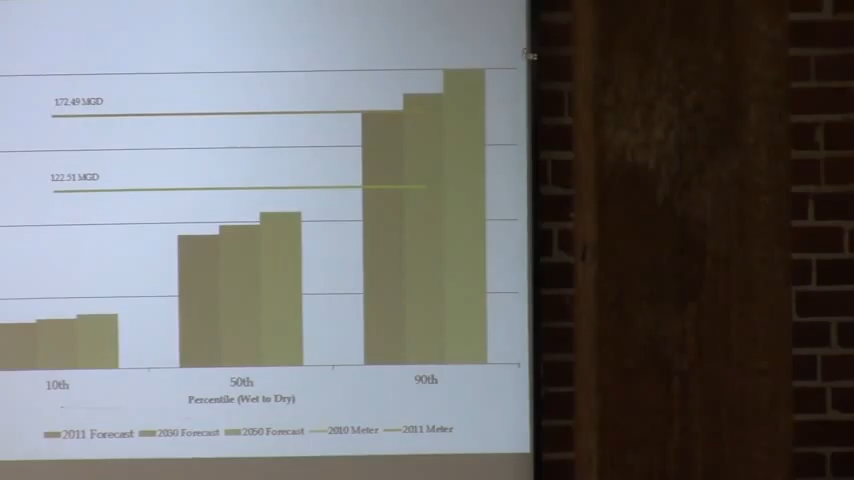 172.49 MGD
122.51 MGD
10th 50th 90th
Percentile (Wet to Dry)
2011 Forecast 2030 Forecast 2050 Forecast 2010 Meter 2011 Meter